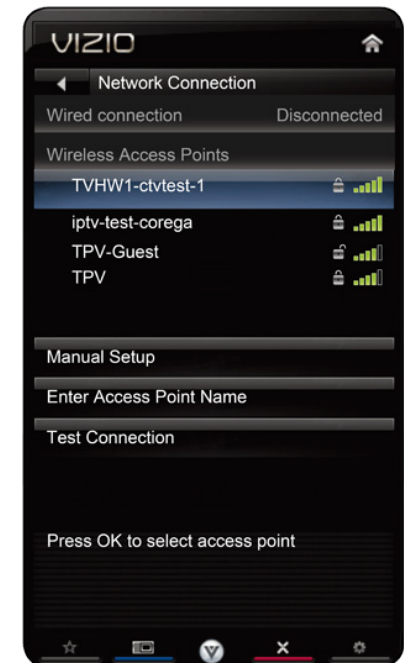 VIZIO
Network Connection
Wired connection Disconnected
Wireless Access Points
TVHW1-ctvtest-1
iptv-test-corega
TPV-Guest
TPV
Manual Setup
Enter Access Point Name
Test Connection
Press OK to select access point
V